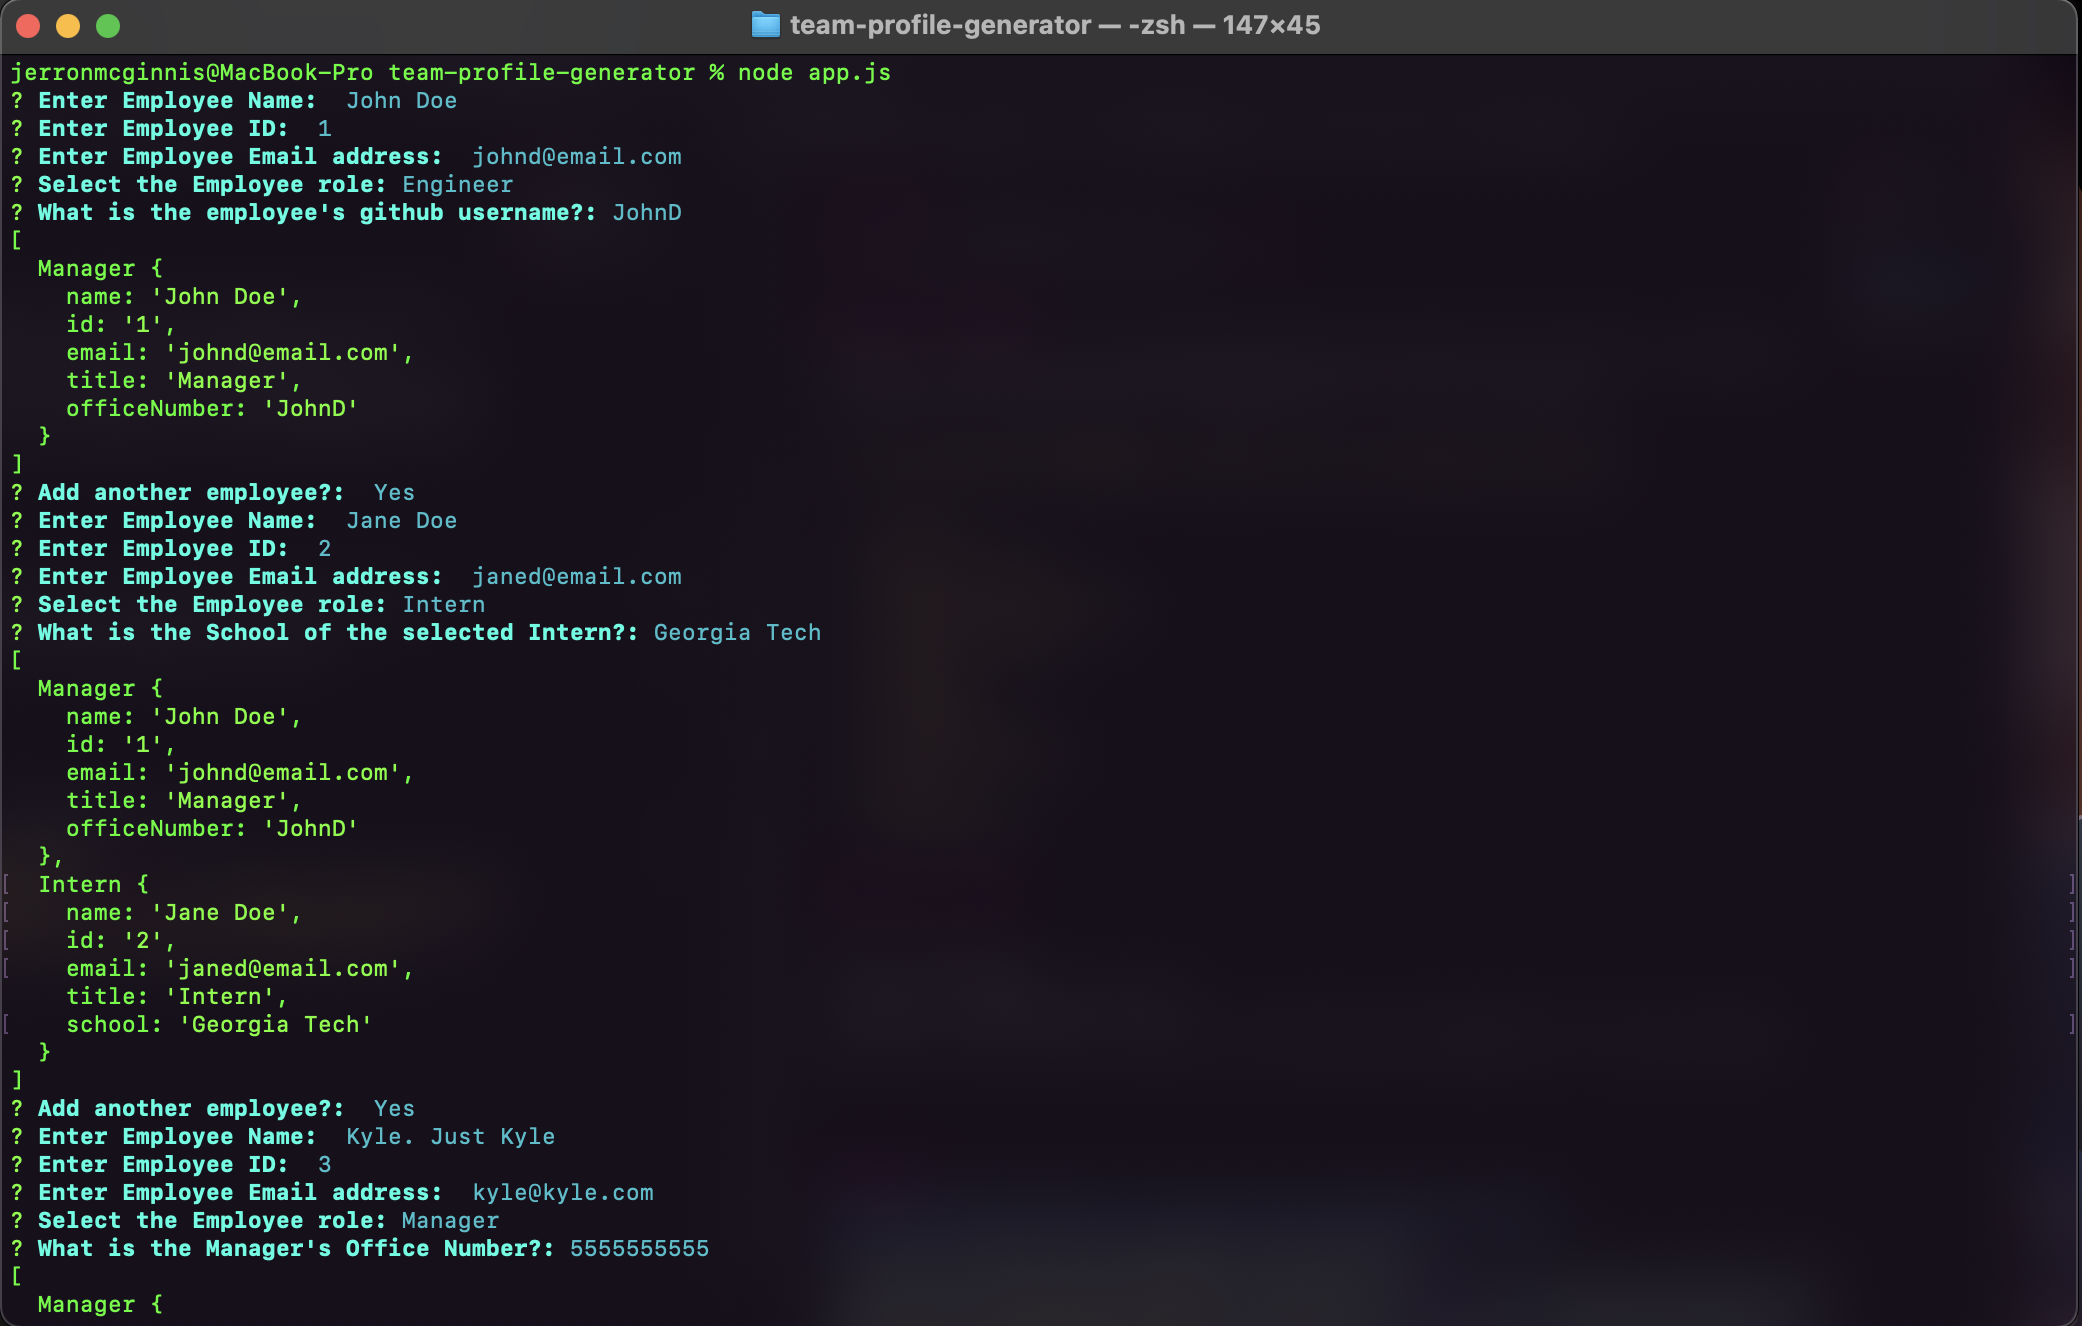 team-profile-generator — -zsh — 147×45
jerronmcginnis@MacBook-Pro team-profile-generator % node app.js
? Enter Employee Name:  John Doe
? Enter Employee ID:  1
? Enter Employee Email address:  johnd@email.com
? Select the Employee role: Engineer
? What is the employee's github username?: JohnD
[
  Manager {
    name: 'John Doe',
    id: '1',
    email: 'johnd@email.com',
    title: 'Manager',
    officeNumber: 'JohnD'
  }
]
? Add another employee?:  Yes
? Enter Employee Name:  Jane Doe
? Enter Employee ID:  2
? Enter Employee Email address:  janed@email.com
? Select the Employee role: Intern
? What is the School of the selected Intern?: Georgia Tech
[
  Manager {
    name: 'John Doe',
    id: '1',
    email: 'johnd@email.com',
    title: 'Manager',
    officeNumber: 'JohnD'
  },
  Intern {
    name: 'Jane Doe',
    id: '2',
    email: 'janed@email.com',
    title: 'Intern',
    school: 'Georgia Tech'
  }
]
? Add another employee?:  Yes
? Enter Employee Name:  Kyle. Just Kyle
? Enter Employee ID:  3
? Enter Employee Email address:  kyle@kyle.com
? Select the Employee role: Manager
? What is the Manager's Office Number?: 5555555555
[
  Manager {